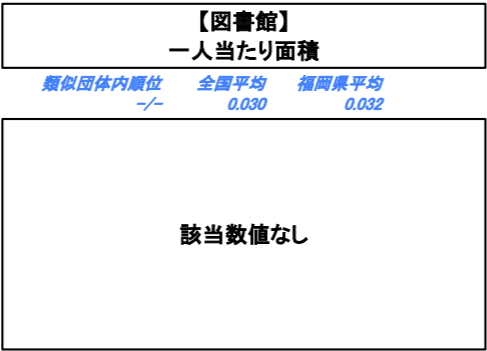 【図書館】
一人当たり面積
類似団体内順位 全国平均 福岡県平均
-/- 0.030 0.032
該当数値なし